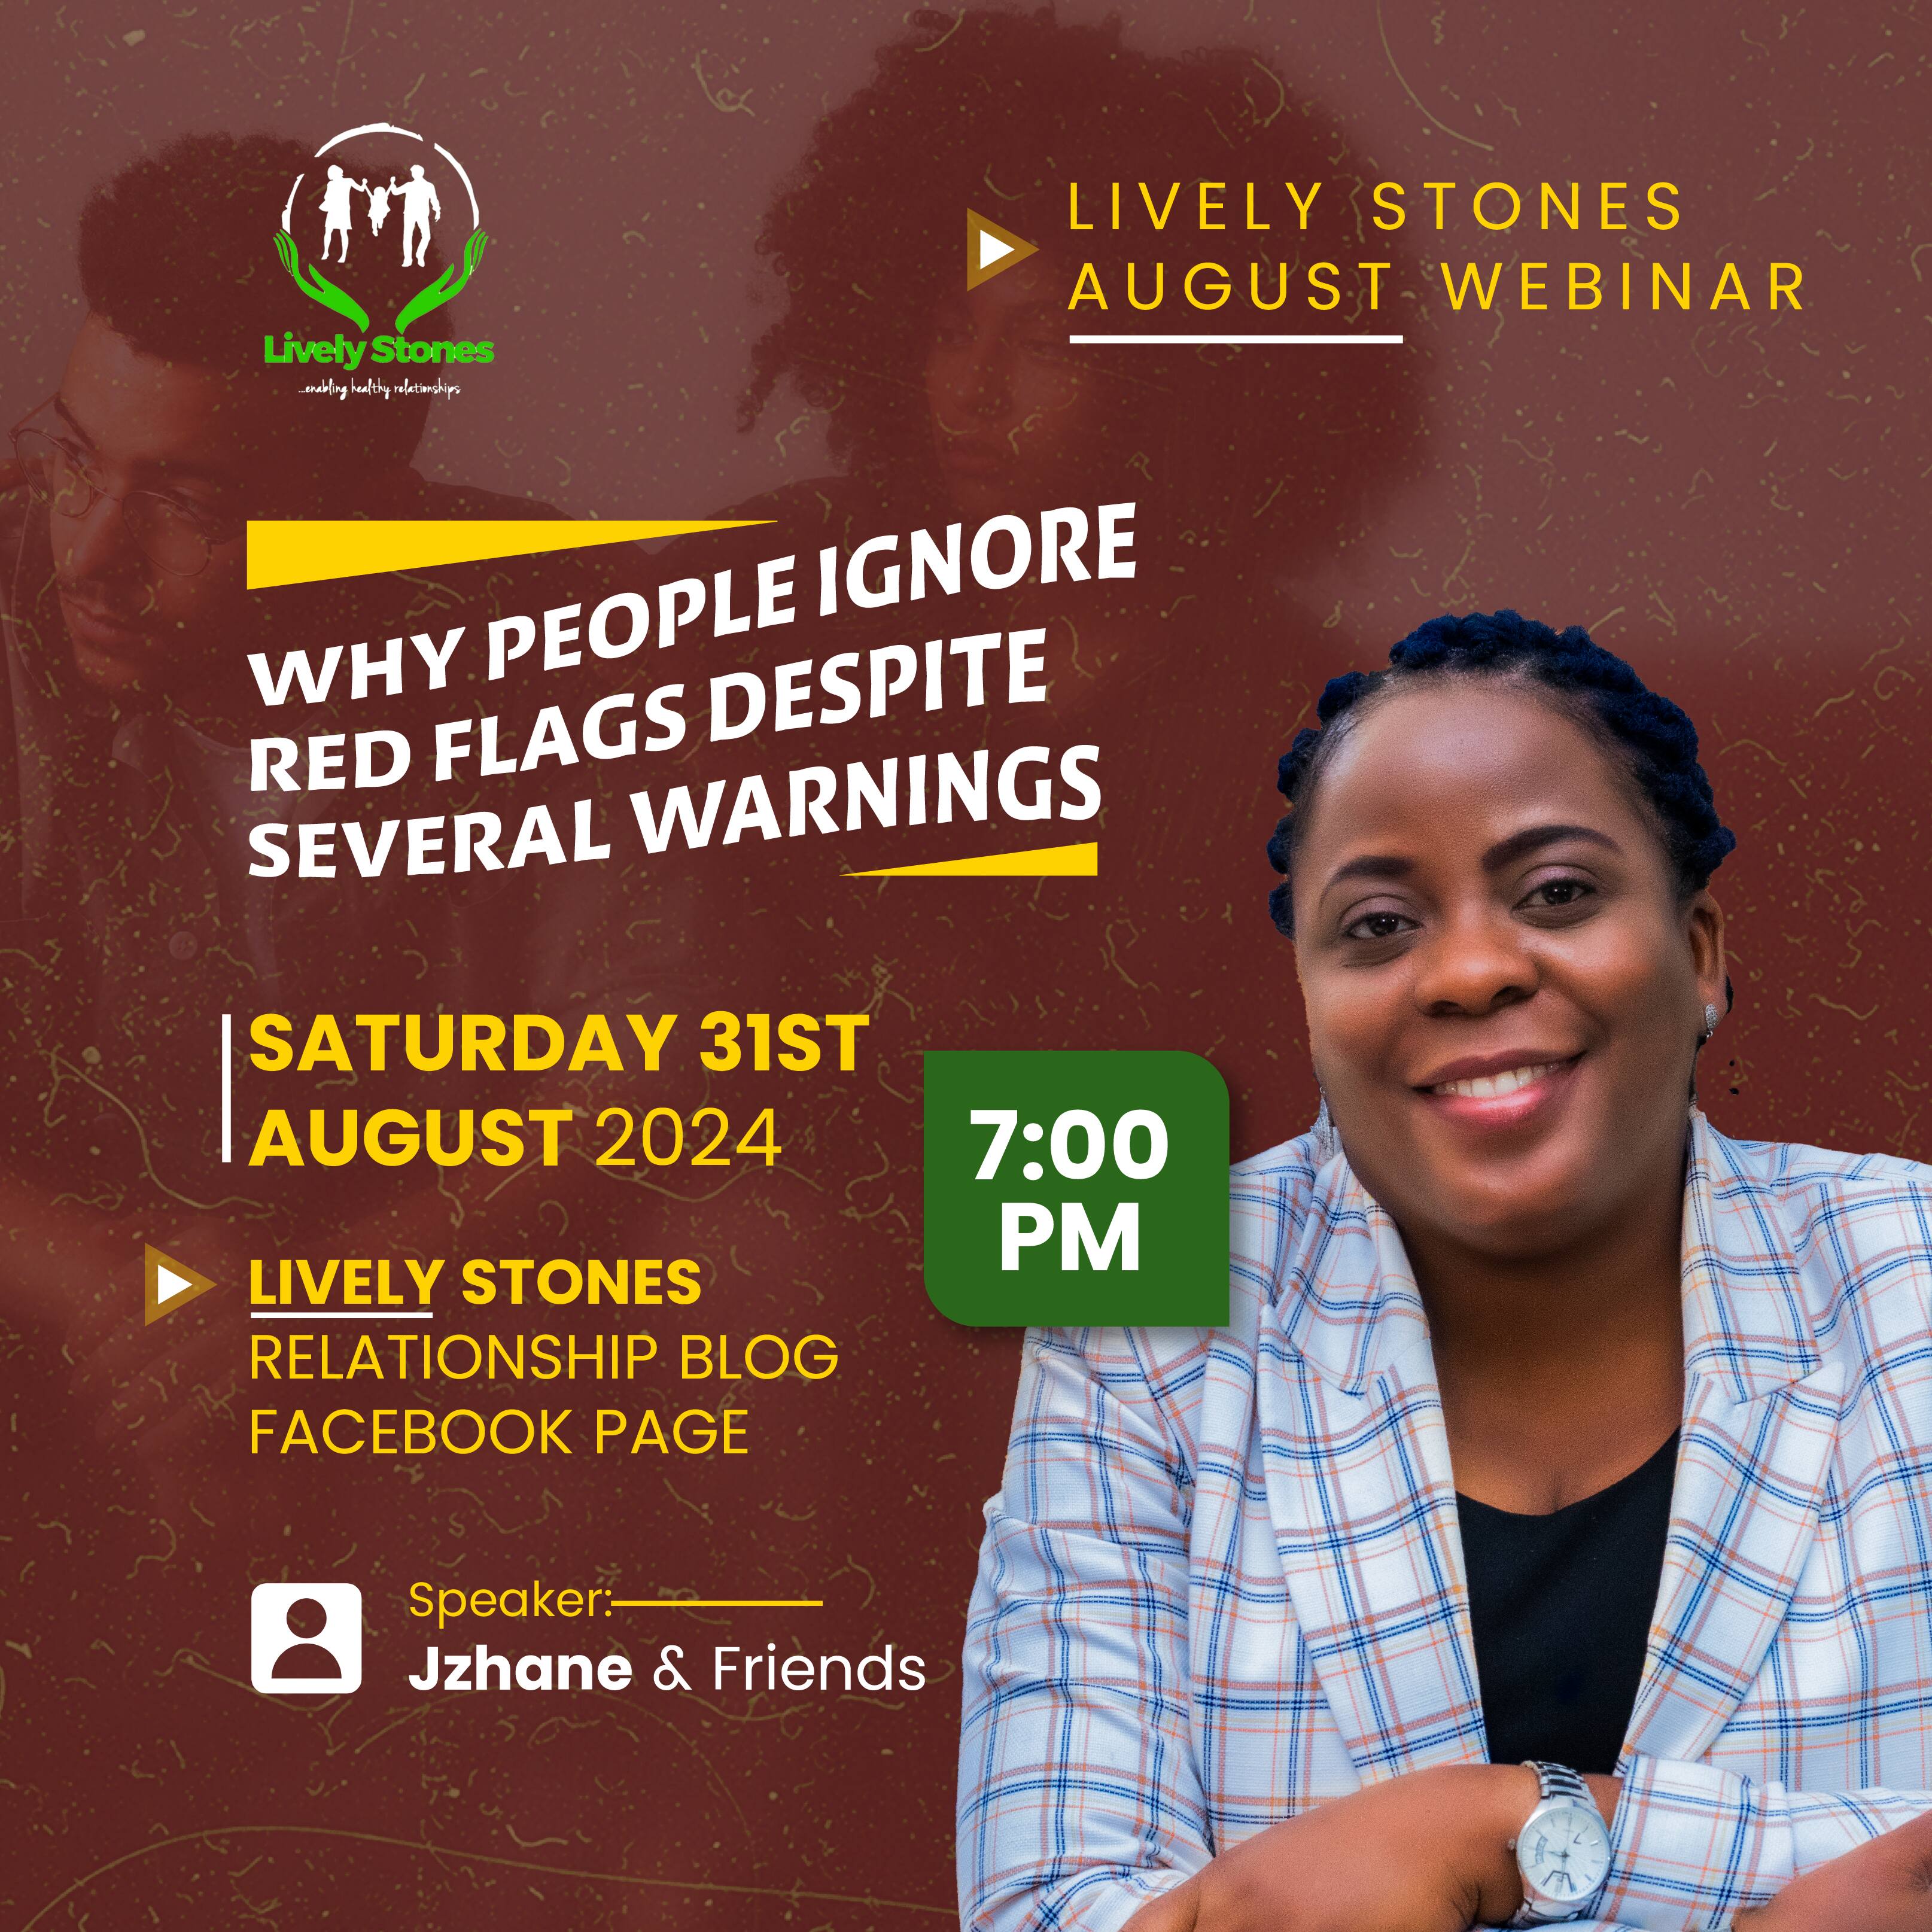 Lively Stones
...enabling healthy relationships
LIVELY STONES
AUGUST WEBINAR
WHY PEOPLE IGNORE
RED FLAGS DESPITE
SEVERAL WARNINGS
SATURDAY 31ST
AUGUST 2024
7:00
PM
LIVELY STONES
RELATIONSHIP BLOG
FACEBOOK PAGE
Speaker:
Jzhane & Friends